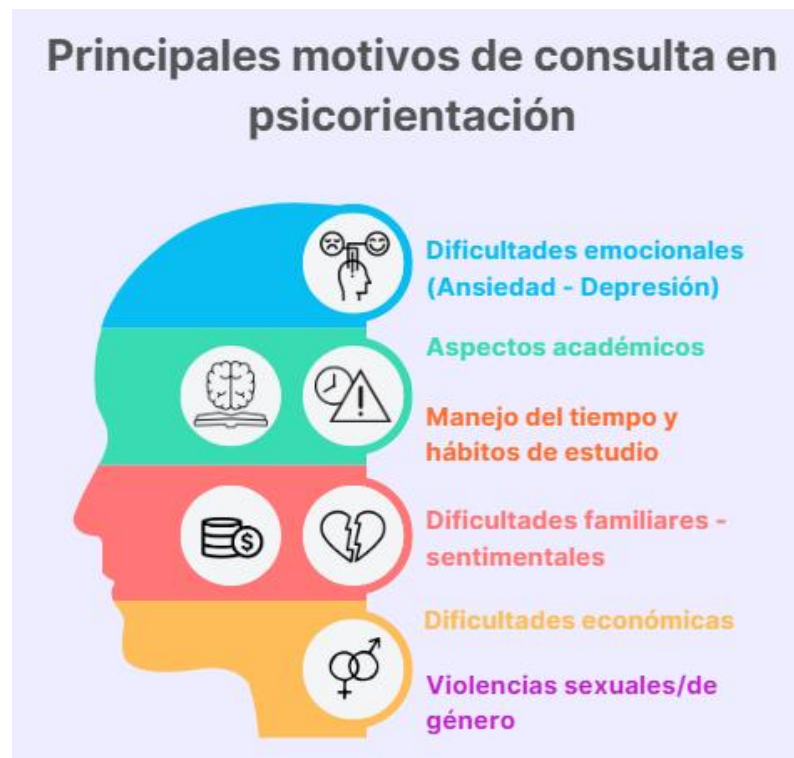 Principales motivos de consulta en
psicorientación
Dificultades emocionales
(Ansiedad - Depresión)
Aspectos académicos
Manejo del tiempo y
hábitos de estudio
Dificultades familiares -
sentimentales
Dificultades económicas
Violencias sexuales/de
género